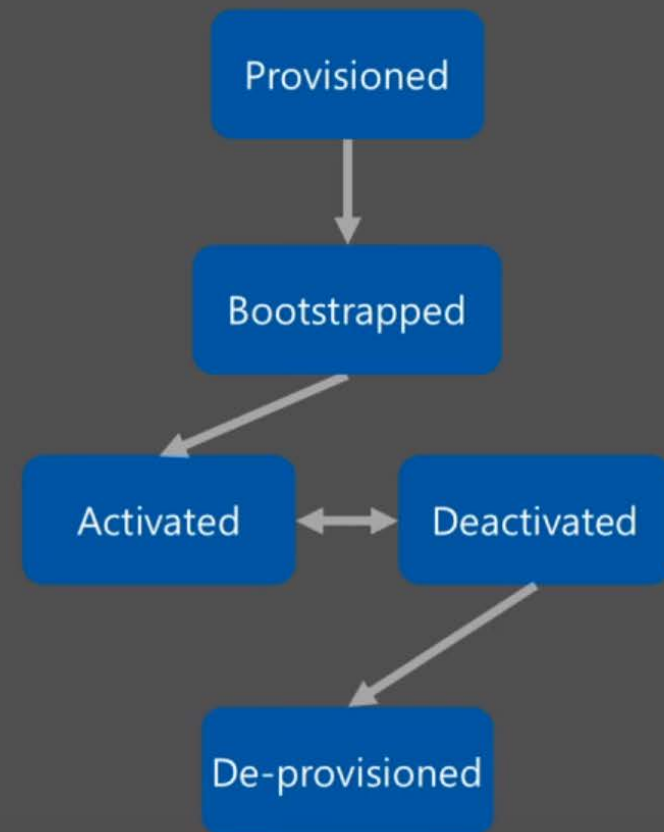 Provisioned
Bootstrapped
Activated
Deactivated
De-provisioned